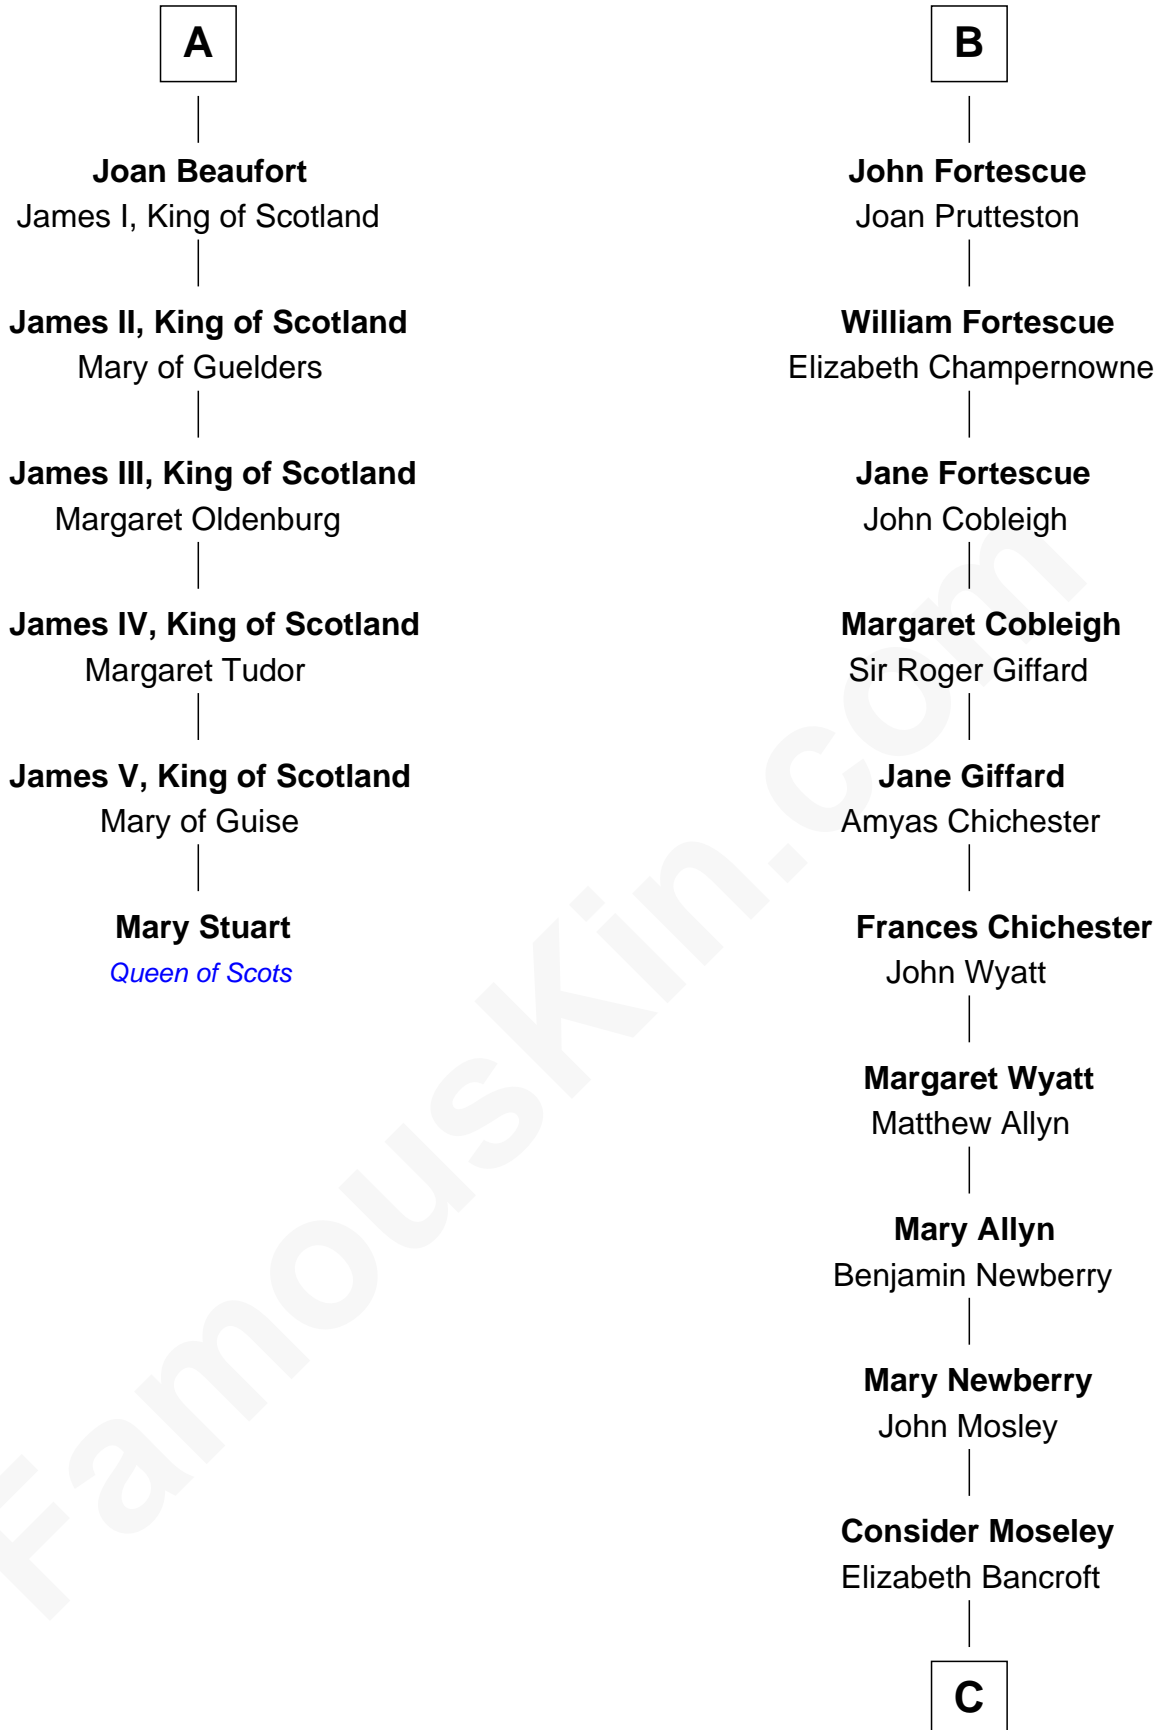 A
Joan Beaufort
James I, King of Scotland
James II, King of Scotland
Mary of Guelders
James III, King of Scotland
Margaret Oldenburg
James IV, King of Scotland
Margaret Tudor
James V, King of Scotland
Mary of Guise
Mary Stuart
Queen of Scots
B
John Fortescue
Joan Prutteston
William Fortescue
Elizabeth Champernowne
Jane Fortescue
John Cobleigh
Margaret Cobleigh
Sir Roger Giffard
Jane Giffard
Amyas Chichester
Frances Chichester
John Wyatt
Margaret Wyatt
Matthew Allyn
Mary Allyn
Benjamin Newberry
Mary Newberry
John Mosley
Consider Moseley
Elizabeth Bancroft
C
FamousKin.com